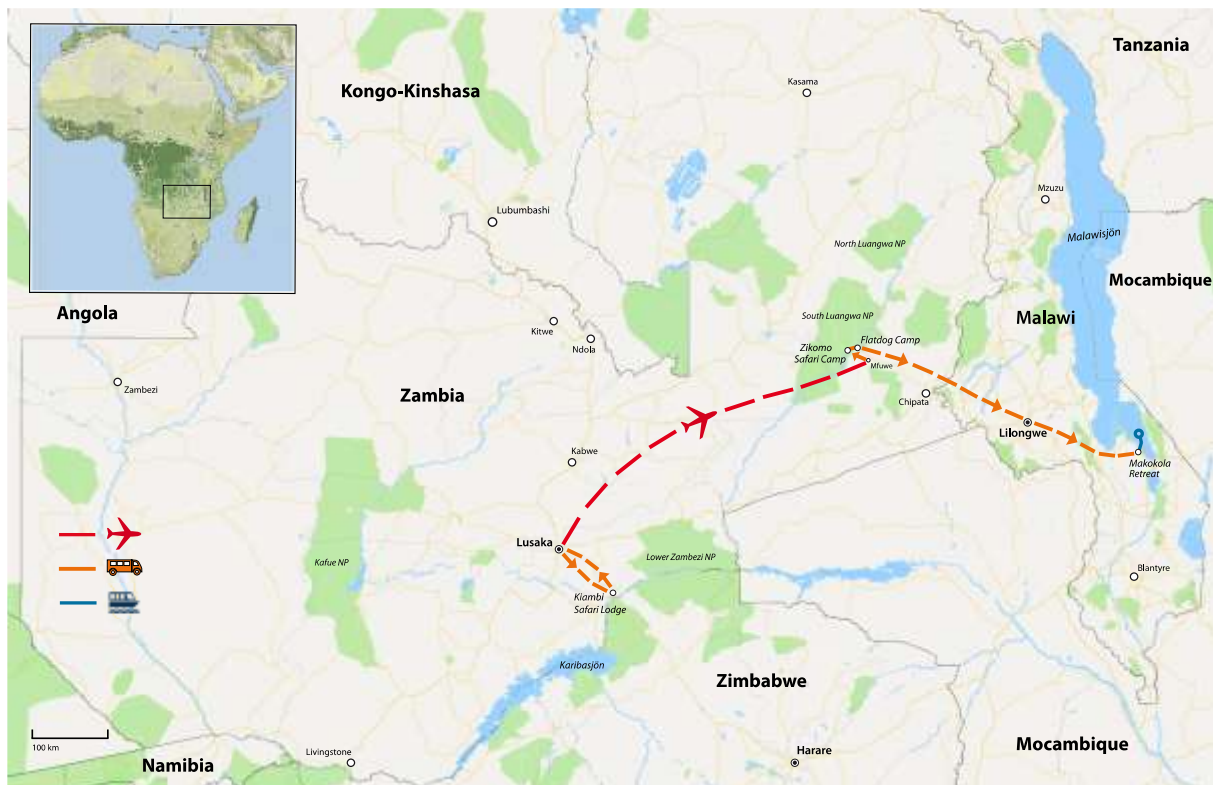 Tanzania
Kasama
Kongo-Kinshasa
Mzuzu
Lubumbashi
Malawisjön
North Luangwa NP
Mocambique
Angola
South Luangwa NP
Malawi
Kitwe
Ndola
Flatdog Camp
Zikomo
Safari Camp
Mfuwe
Zambezi
Zambia
Chipata
Lilongwe
Kabwe
Makokola
Retreat
Lusaka
Kafue NP
Lower Zambezi NP
Blantyre
Kiambi
Safari Lodge
Karibasjön
Zimbabwe
100 km
Livingstone
Harare
Mocambique
Namibia